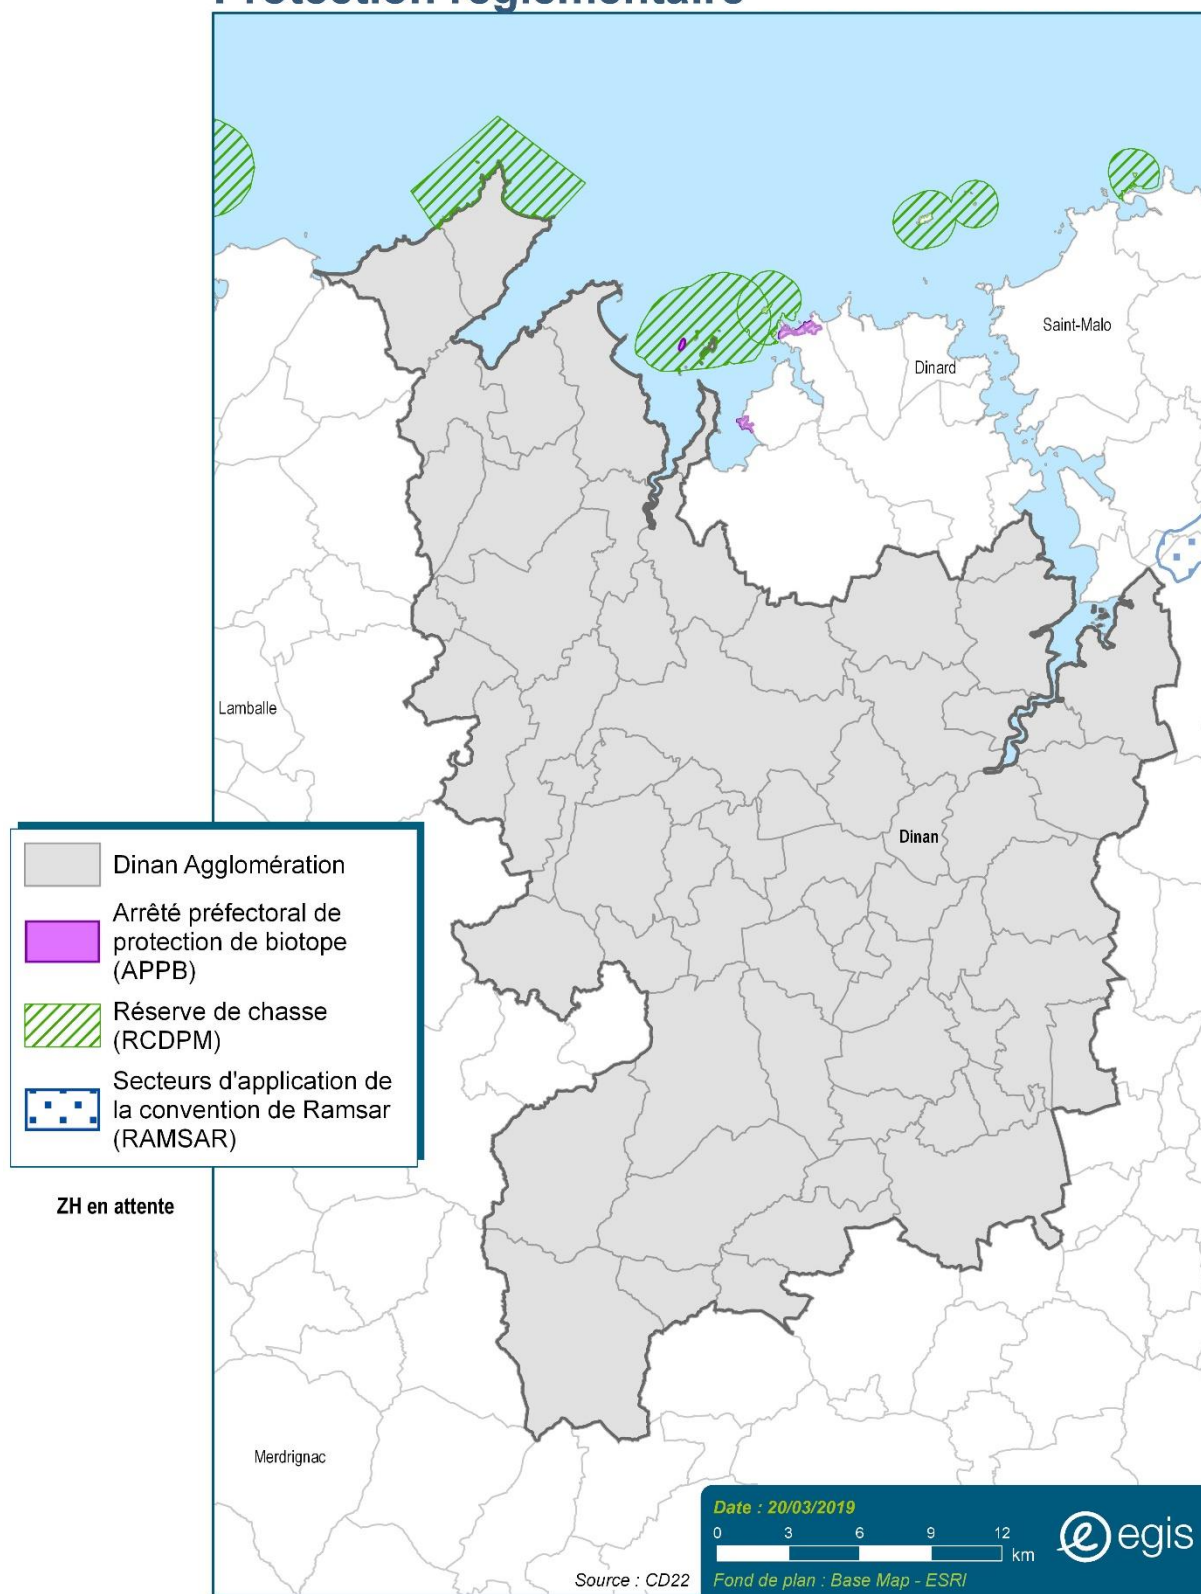 Protection réglementaire
Saint-Malo
Dinard
Lamballe
Dinan
Dinan Agglomération
Arrêté préfectoral de
protection de biotope
(APPB)
Réserve de chasse
(RCDPM)
Secteurs d'application de
la convention de Ramsar
(RAMSAR)
ZH en attente
Merdrignac
Date : 20/03/2019
0 3 6 9 12
km
egis
Source : CD22
Fond de plan : Base Map - ESRI